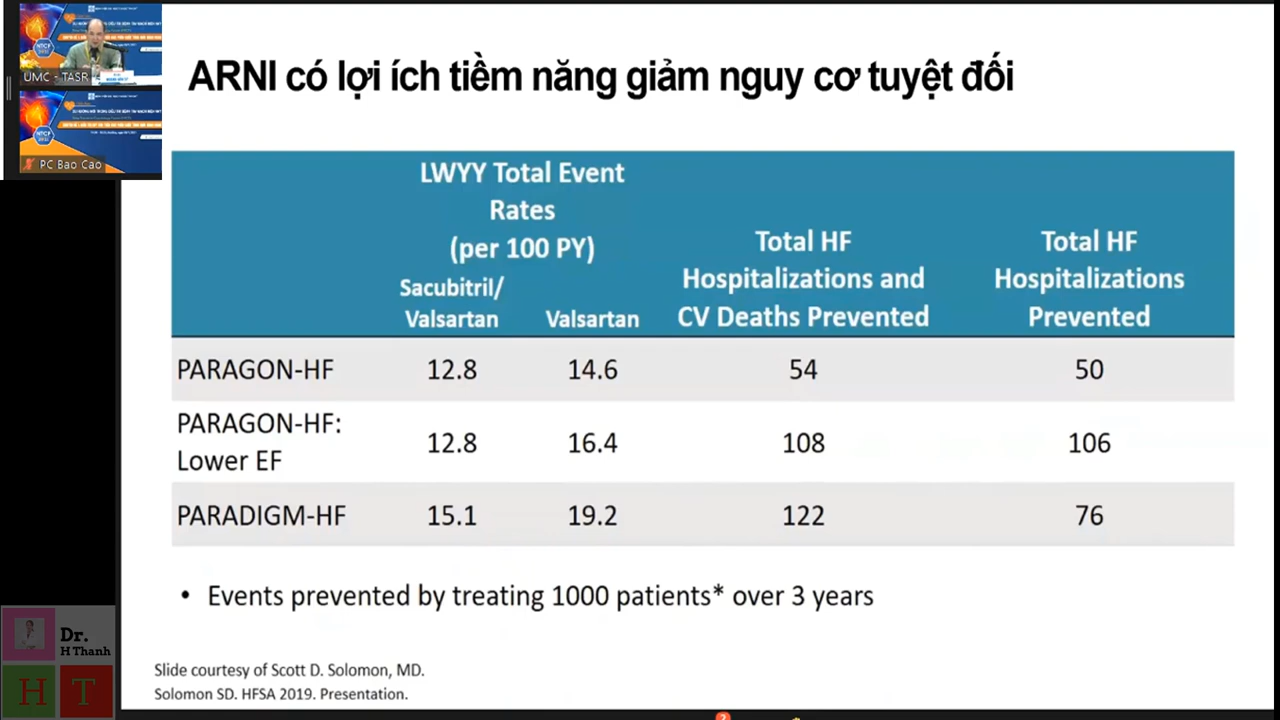 UMC - TASR
PC Bao Cao
ARNI có lợi ích tiềm năng giảm nguy cơ tuyệt đối
LWYY Total Event
Rates
(per 100 PY)
Sacubitril/
Valsartan
Valsartan
Total HF
Hospitalizations and
CV Deaths Prevented
Total HF
Hospitalizations
Prevented
PARAGON-HF 12.8 14.6 54 50
PARAGON-HF:
Lower EF 12.8 16.4 108 106
PARADIGM-HF 15.1 19.2 122 76
• Events prevented by treating 1000 patients* over 3 years
Slide courtesy of Scott D. Solomon, MD.
Solomon SD. HFSA 2019. Presentation.
Dr.
H Thanh
H T